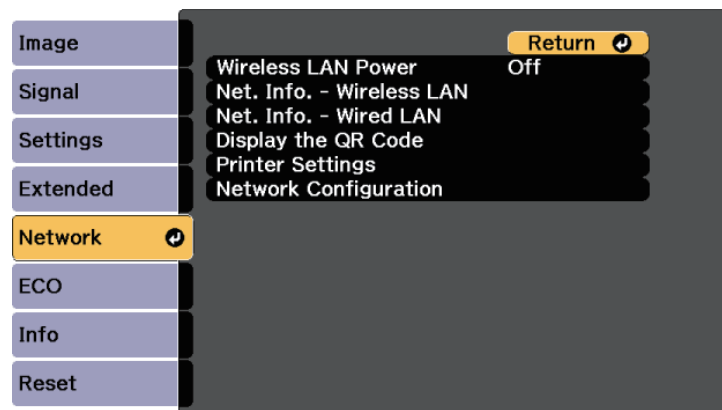 Image
Signal
Settings
Extended
Network
ECO
Info
Reset
Return
Wireless LAN Power Off
Net. Info. - Wireless LAN
Net. Info. - Wired LAN
Display the QR Code
Printer Settings
Network Configuration